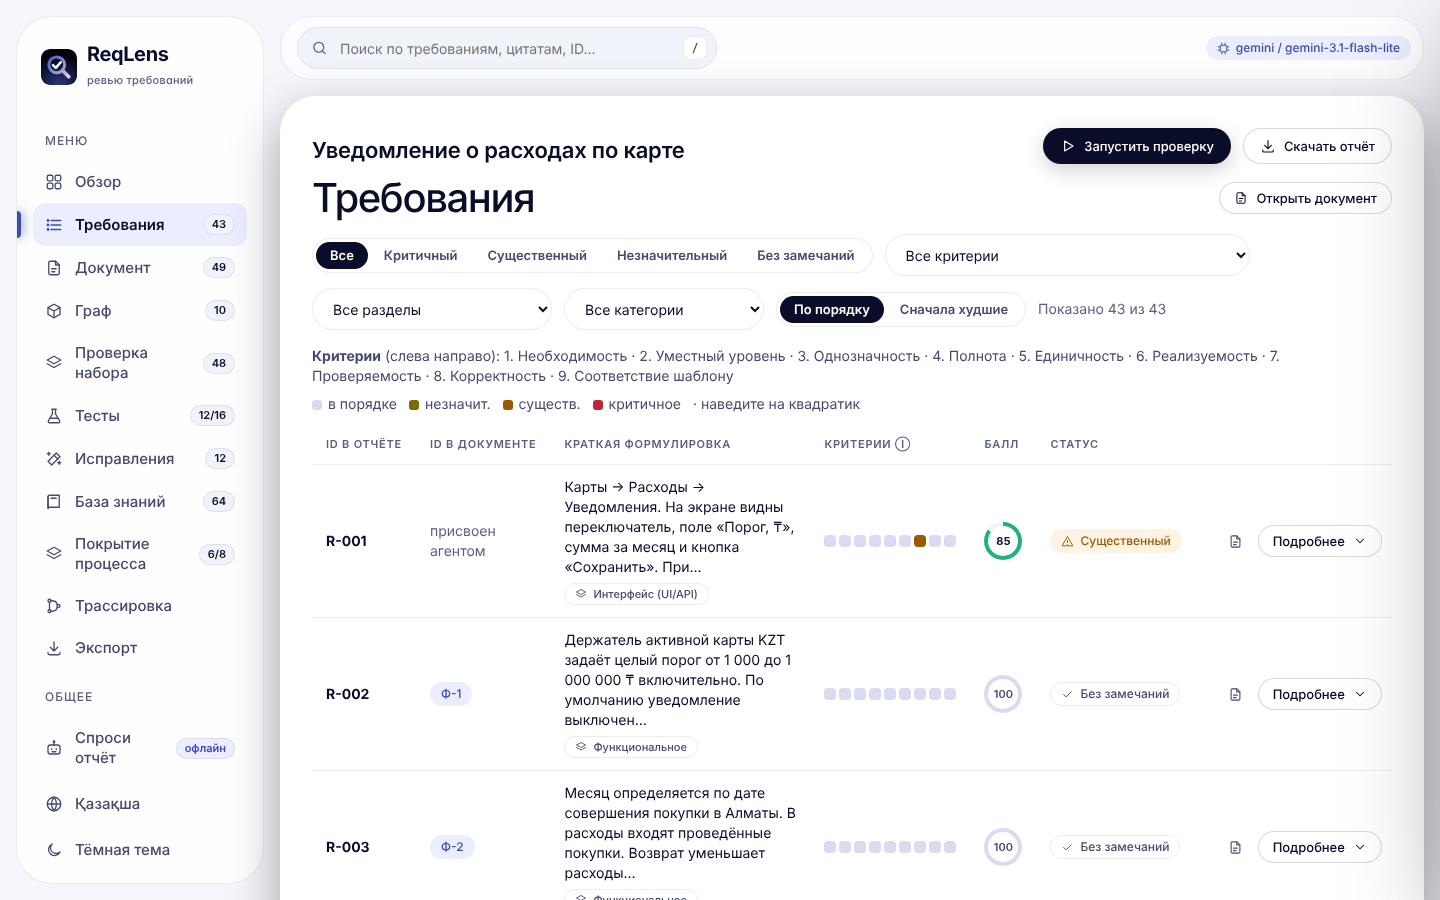 ReqLens
ревью требований
МЕНЮ
Обзор
Требования 43
Документ 49
Граф 10
Проверка
набора 48
Тесты 12/16
Исправления 12
База знаний 64
Покрытие
процесса 6/8
Трассировка
Экспорт
ОБЩЕЕ
Спроси
отчёт офлайн
Қазақша
Тёмная тема
Поиск по требованиям, цитатам, ID... /
gemini / gemini-3.1-flash-lite
Уведомление о расходах по карте
Запустить проверку Скачать отчёт
Требования
Открыть документ
Все Критичный Существенный Незначительный Без замечаний Все критерии
Все разделы Все категории По порядку Сначала худшие Показано 43 из 43
Критерии (слева направо): 1. Необходимость · 2. Уместный уровень · 3. Однозначность · 4. Полнота · 5. Единичность · 6. Реализуемость · 7.
Проверяемость · 8. Корректность · 9. Соответствие шаблону
в порядке незначит. существ. критичное · наведите на квадратик
ID В ОТЧЁТЕ ID В ДОКУМЕНТЕ КРАТКАЯ ФОРМУЛИРОВКА КРИТЕРИИ БАЛЛ СТАТУС
R-001
присвоен
агентом
Карты → Расходы →
Уведомления. На экране видны
переключатель, поле «Порог, ₸»,
сумма за месяц и кнопка
«Сохранить». При...
Интерфейс (UI/API)
85
Существенный
Подробнее
R-002
Ф-1
Держатель активной карты KZT
задаёт целый порог от 1 000 до 1
000 000 ₸ включительно. По
умолчанию уведомление
выключен...
Функциональное
100
Без замечаний
Подробнее
R-003
Ф-2
Месяц определяется по дате
совершения покупки в Алматы. В
расходы входят проведённые
покупки. Возврат уменьшает
расходы...
Функциональное
100
Без замечаний
Подробнее